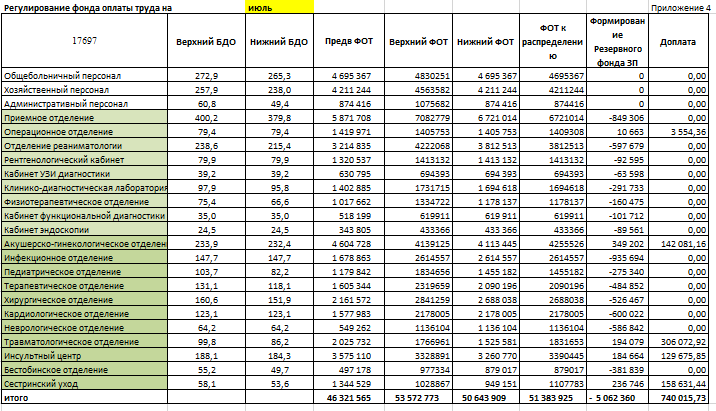 Регулирование фонда оплаты труда на июль Приложение 4
17697 Верхний БДО Нижний БДО Предв ФОТ Верхний ФОТ Нижний ФОТ ФОТ к распределению Формирование Резервного фонда ЗП Доплата
Общебольничный персонал 272,9 265,3 4 695 367 4830251 4 695 367 4695367 0 0,00
Хозяйственный персонал 257,9 238,0 4 211 244 4563582 4 211 244 4211244 0 0,00
Административный персонал 60,8 49,4 874 416 1075682 874 416 874416 0 0,00
Приемное отделение 400,2 379,8 5 871 708 7082779 6 721 014 6721014 -849 306 0,00
Операционное отделение 79,4 79,4 1 419 971 1405753 1 405 753 1409308 10 663 3 554,36
Отделение реаниматологии 238,6 215,4 3 214 835 4222068 3 812 513 3812513 -597 679 0,00
Рентгенологический кабинет 79,9 79,9 1 320 537 1413132 1 413 132 1413132 -92 595 0,00
Кабинет УЗИ диагностики 39,2 39,2 630 795 694393 694 393 694393 -63 598 0,00
Клинико-диагностическая лаборатория 97,9 95,8 1 402 885 1731715 1 694 618 1694618 -291 733 0,00
Физиотерапевтическое отделение 75,4 66,6 1 017 662 1334722 1 178 137 1178137 -160 475 0,00
Кабинет функциональной диагностики 35,0 35,0 518 199 619911 619 911 619911 -101 712 0,00
Кабинет эндоскопии 24,5 24,5 343 805 433366 433 366 433366 -89 561 0,00
Акушерско-гинекологическое отделен 233,9 232,4 4 604 728 4139125 4 113 445 4255526 349 202 142 081,16
Инфекционное отделение 147,7 147,7 1 678 863 2614557 2 614 557 2614557 -935 694 0,00
Педиатрическое отделение 103,7 82,2 1 179 842 1834656 1 455 182 1455182 -275 340 0,00
Терапевтическое отделение 131,1 118,1 1 605 344 2319659 2 090 196 2090196 -484 852 0,00
Хирургическое отделение 160,6 151,9 2 161 572 2841259 2 688 038 2688038 -526 467 0,00
Кардиологическое отделение 123,1 123,1 1 577 983 2178005 2 178 005 2178005 -600 022 0,00
Неврологическое отделение 64,2 64,2 549 262 1136104 1 136 104 1136104 -586 842 0,00
Травматологическое отделение 99,8 86,2 2 025 732 1766961 1 525 581 1831653 194 079 306 072,92
Инсультный центр 188,1 184,3 3 575 110 3328891 3 260 770 3390445 184 664 129 675,85
Бестобинское отделение 55,2 49,7 497 178 977334 879 017 879017 -381 839 0,00
Сестринский уход 58,1 53,6 1 344 529 1028867 949 151 1107783 236 746 158 631,44
итого 46 321 565 53 572 773 50 643 909 51 383 925 - 5 062 360 740 015,73